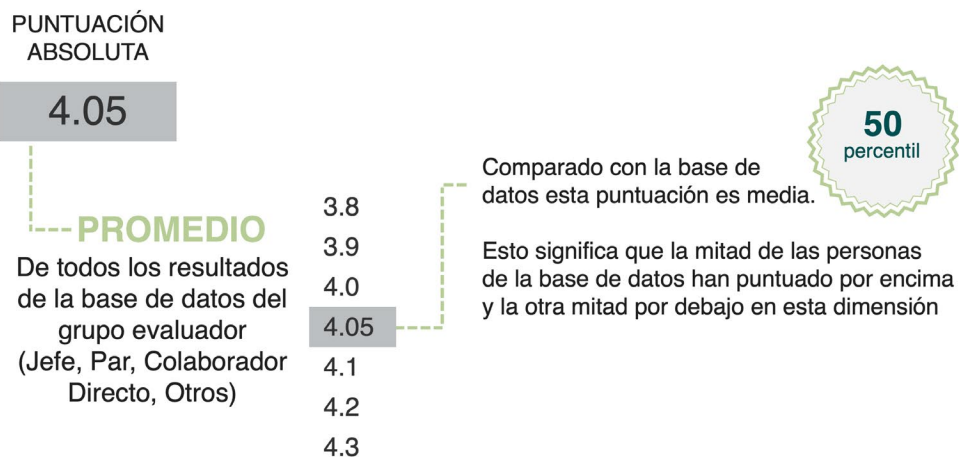 PUNTUACIÓN
ABSOLUTA
4.05
PROMEDIO
De todos los resultados
de la base de datos del
grupo evaluador
(Jefe, Par, Colaborador
Directo, Otros)
3.8
3.9
4.0
4.05
4.1
4.2
4.3
Comparado con la base de
datos esta puntuación es media.
Esto significa que la mitad de las personas
de la base de datos han puntuado por encima
y la otra mitad por debajo en esta dimensión
50
percentil